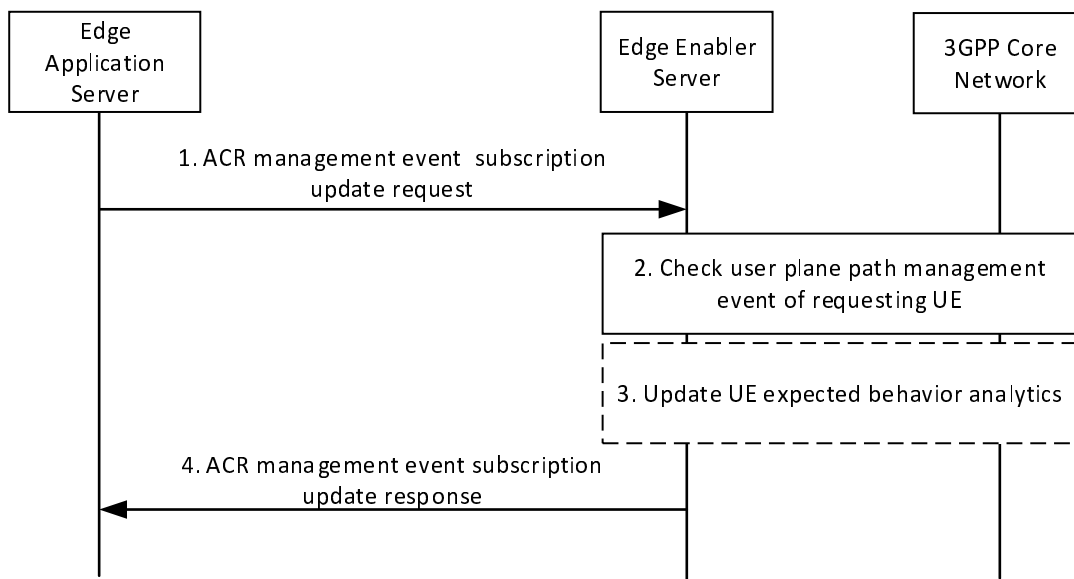 Edge
Application
Server
Edge Enabler
Server
3GPP Core
Network
1. ACR management event subscription
update request
2. Check user plane path management
event of requesting UE
3. Update UE expected behavior analytics
4. ACR management event subscription
update response